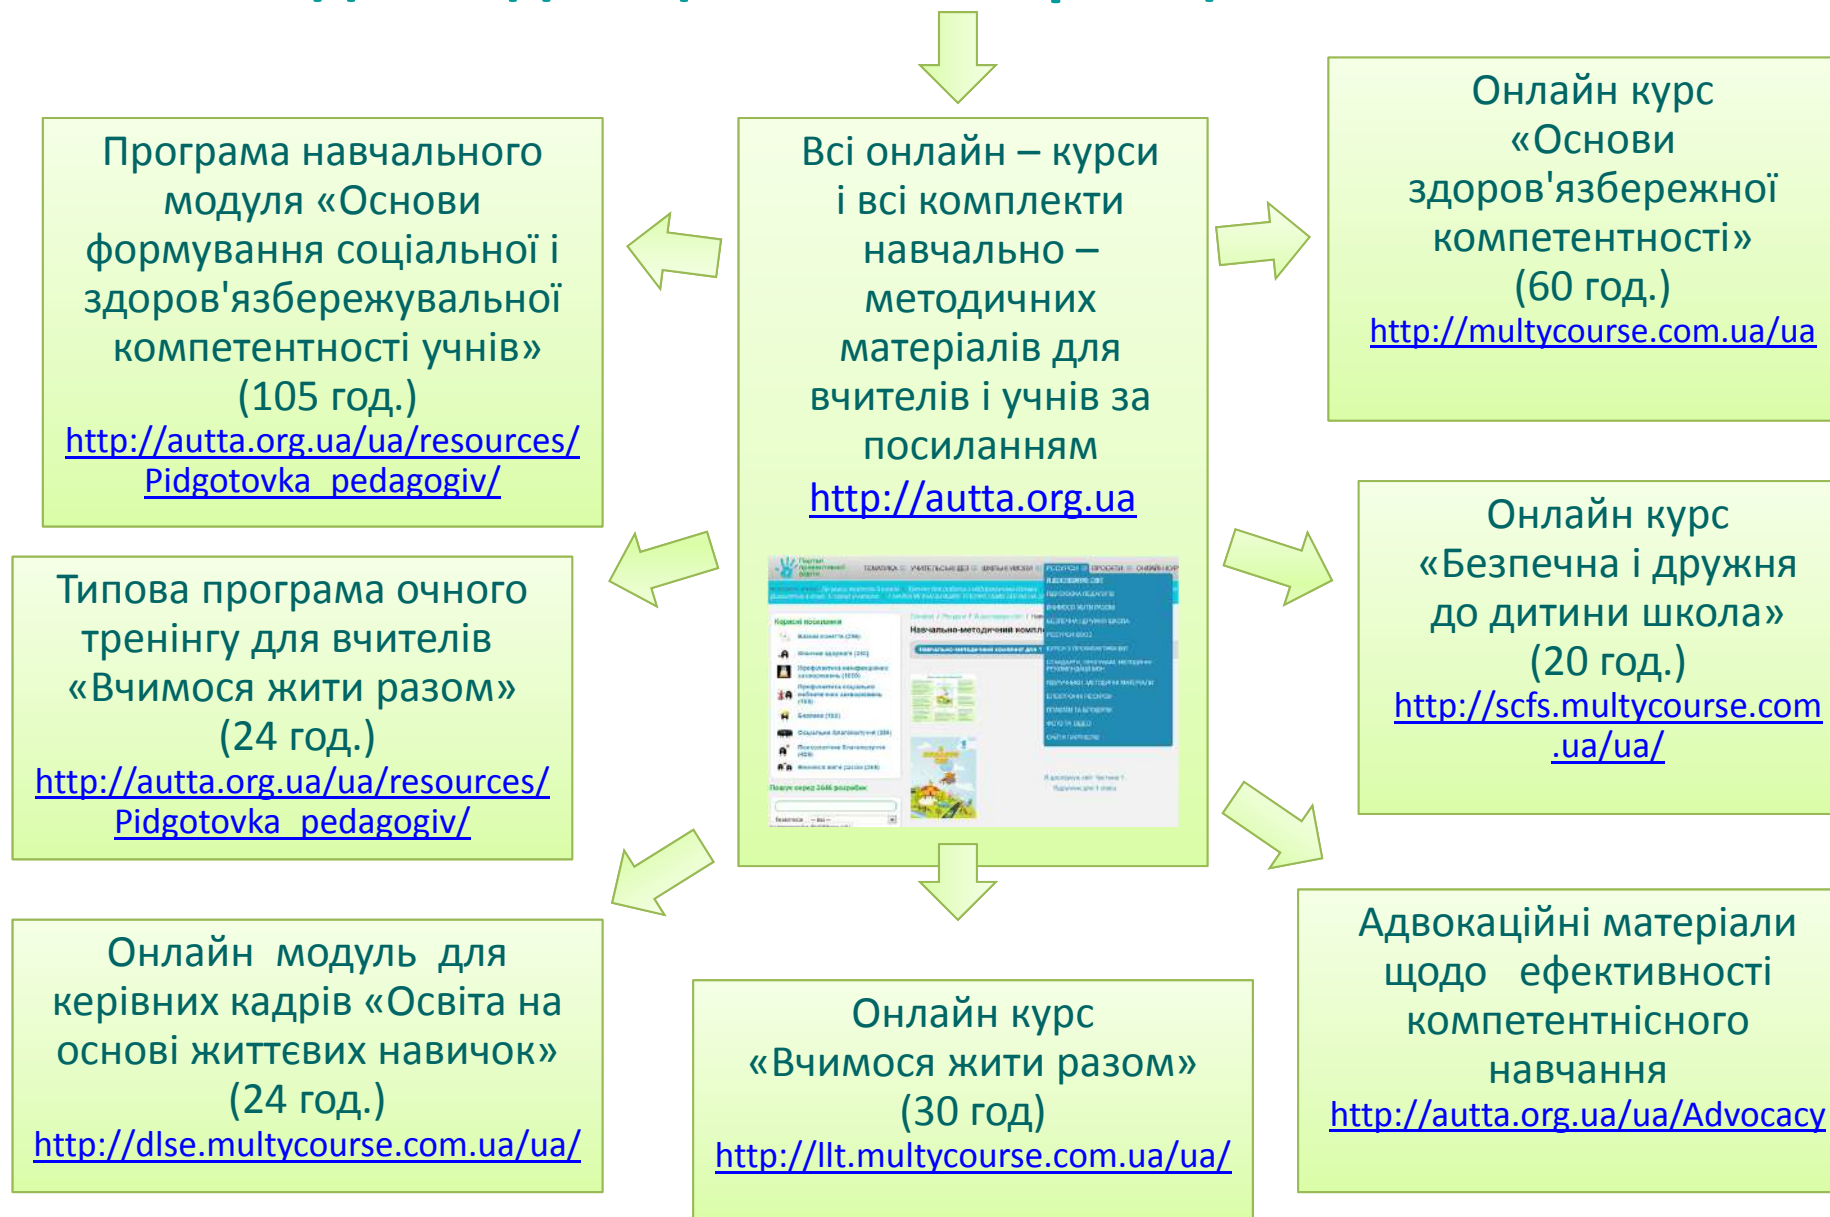 Програма навчального
модуля «Основи
формування соціальної і
здоров'язбережувальної
компетентності учнів»
(105 год.)
http://autta.org.ua/ua/resources/
Pidgotovka_pedagogiv/
Типова програма очного
тренінгу для вчителів
«Вчимося жити разом»
(24 год.)
http://autta.org.ua/ua/resources/
Pidgotovka_pedagogiv/
Онлайн модуль для
керівних кадрів «Освіта на
основі життєвих навичок»
(24 год.)
http://dlse.multycourse.com.ua/ua/
Всі онлайн – курси
і всі комплекти
навчально –
методичних
матеріалів для
вчителів і учнів за
посиланням
http://autta.org.ua
Корисні посилання
Навчально-методичний
Онлайн курс
«Вчимося жити разом»
(30 год)
http://llt.multycourse.com.ua/ua/
Онлайн курс
«Основи
здоров'язбережної
компетентності»
(60 год.)
http://multycourse.com.ua/ua
Онлайн курс
«Безпечна і дружня
до дитини школа»
(20 год.)
http://scfs.multycourse.com
.ua/ua/
Адвокаційні матеріали
щодо ефективності
компетентнісного
навчання
http://autta.org.ua/ua/Advocacy